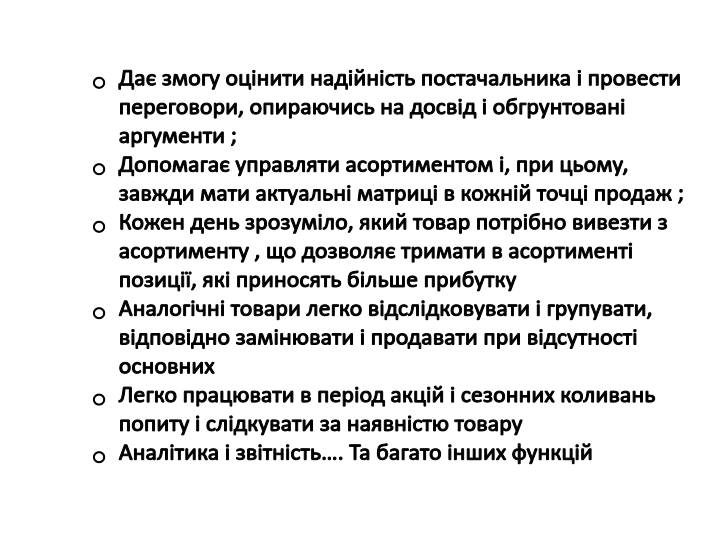 o Дає змогу оцінити надійність постачальника і провести
переговори, опираючись на досвід і обгрунтовані
аргументи ;
o Допомагає управляти асортиментом і, при цьому,
завжди мати актуальні матриці в кожній точці продаж ;
o Кожен день зрозуміло, який товар потрібно вивезти з
асортименту , що дозволяє тримати в асортименті
позиції, які приносять більше прибутку
o Аналогічні товари легко відслідковувати і групувати,
відповідно замінювати і продавати при відсутності
основних
o Легко працювати в період акцій і сезонних коливань
попиту і слідкувати за наявністю товару
o Аналітика і звітність…. Та багато інших функцій